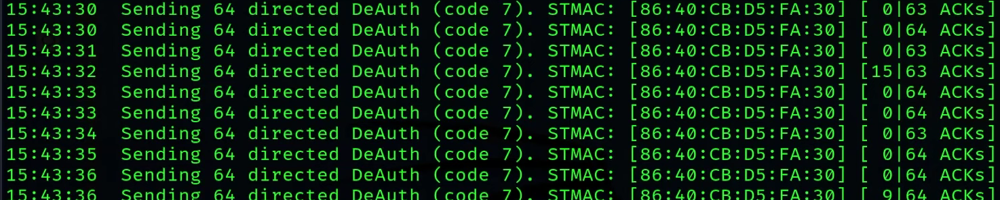 15:43:30  Sending 64 directed DeAuth (code 7). STMAC: [86:40:CB:D5:FA:30] [ 0|63 ACKs]
15:43:30  Sending 64 directed DeAuth (code 7). STMAC: [86:40:CB:D5:FA:30] [ 0|64 ACKs]
15:43:31  Sending 64 directed DeAuth (code 7). STMAC: [86:40:CB:D5:FA:30] [ 0|63 ACKs]
15:43:32  Sending 64 directed DeAuth (code 7). STMAC: [86:40:CB:D5:FA:30] [15|63 ACKs]
15:43:33  Sending 64 directed DeAuth (code 7). STMAC: [86:40:CB:D5:FA:30] [ 0|64 ACKs]
15:43:33  Sending 64 directed DeAuth (code 7). STMAC: [86:40:CB:D5:FA:30] [ 0|64 ACKs]
15:43:34  Sending 64 directed DeAuth (code 7). STMAC: [86:40:CB:D5:FA:30] [ 0|63 ACKs]
15:43:35  Sending 64 directed DeAuth (code 7). STMAC: [86:40:CB:D5:FA:30] [ 0|64 ACKs]
15:43:36  Sending 64 directed DeAuth (code 7). STMAC: [86:40:CB:D5:FA:30] [ 0|64 ACKs]
15:43:36  Sending 64 directed DeAuth (code 7). STMAC: [86:40:CB:D5:FA:30] [ 9|64 ACKs]